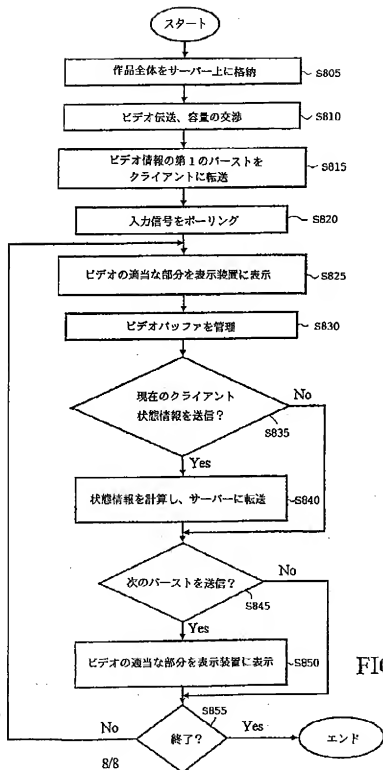 スタート
作品全体をサーバー上に格納
S805
ビデオ伝送、容量の交渉
S810
ビデオ情報の第1のバーストを
クライアントに転送
S815
入力信号をポーリング
S820
ビデオの適当な部分を表示装置に表示
S825
ビデオバッファを管理
S830
現在のクライアント
状態情報を送信?
No
S835
Yes
状態情報を計算し、サーバーに転送
S840
次のバーストを送信?
No
S845
Yes
ビデオの適当な部分を表示装置に表示
S850
FI
S855
No
終了?
Yes
エンド
8/8